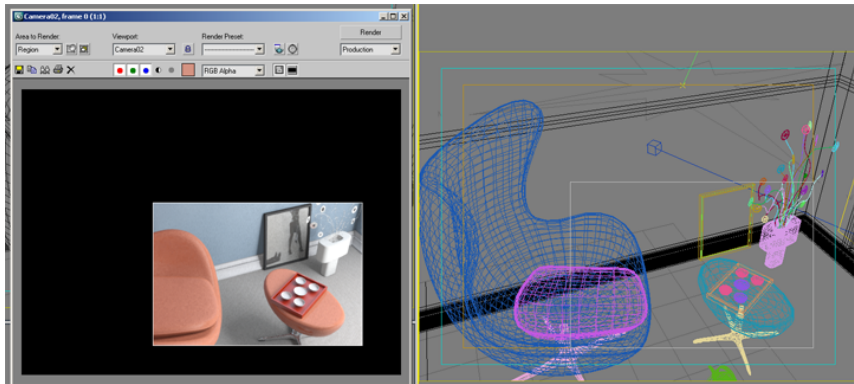 Camera02, frame 0 (1:1)
Area to Render:
Viewport:
Render Preset:
Render
Region
Camera02
Production
RGB Alpha